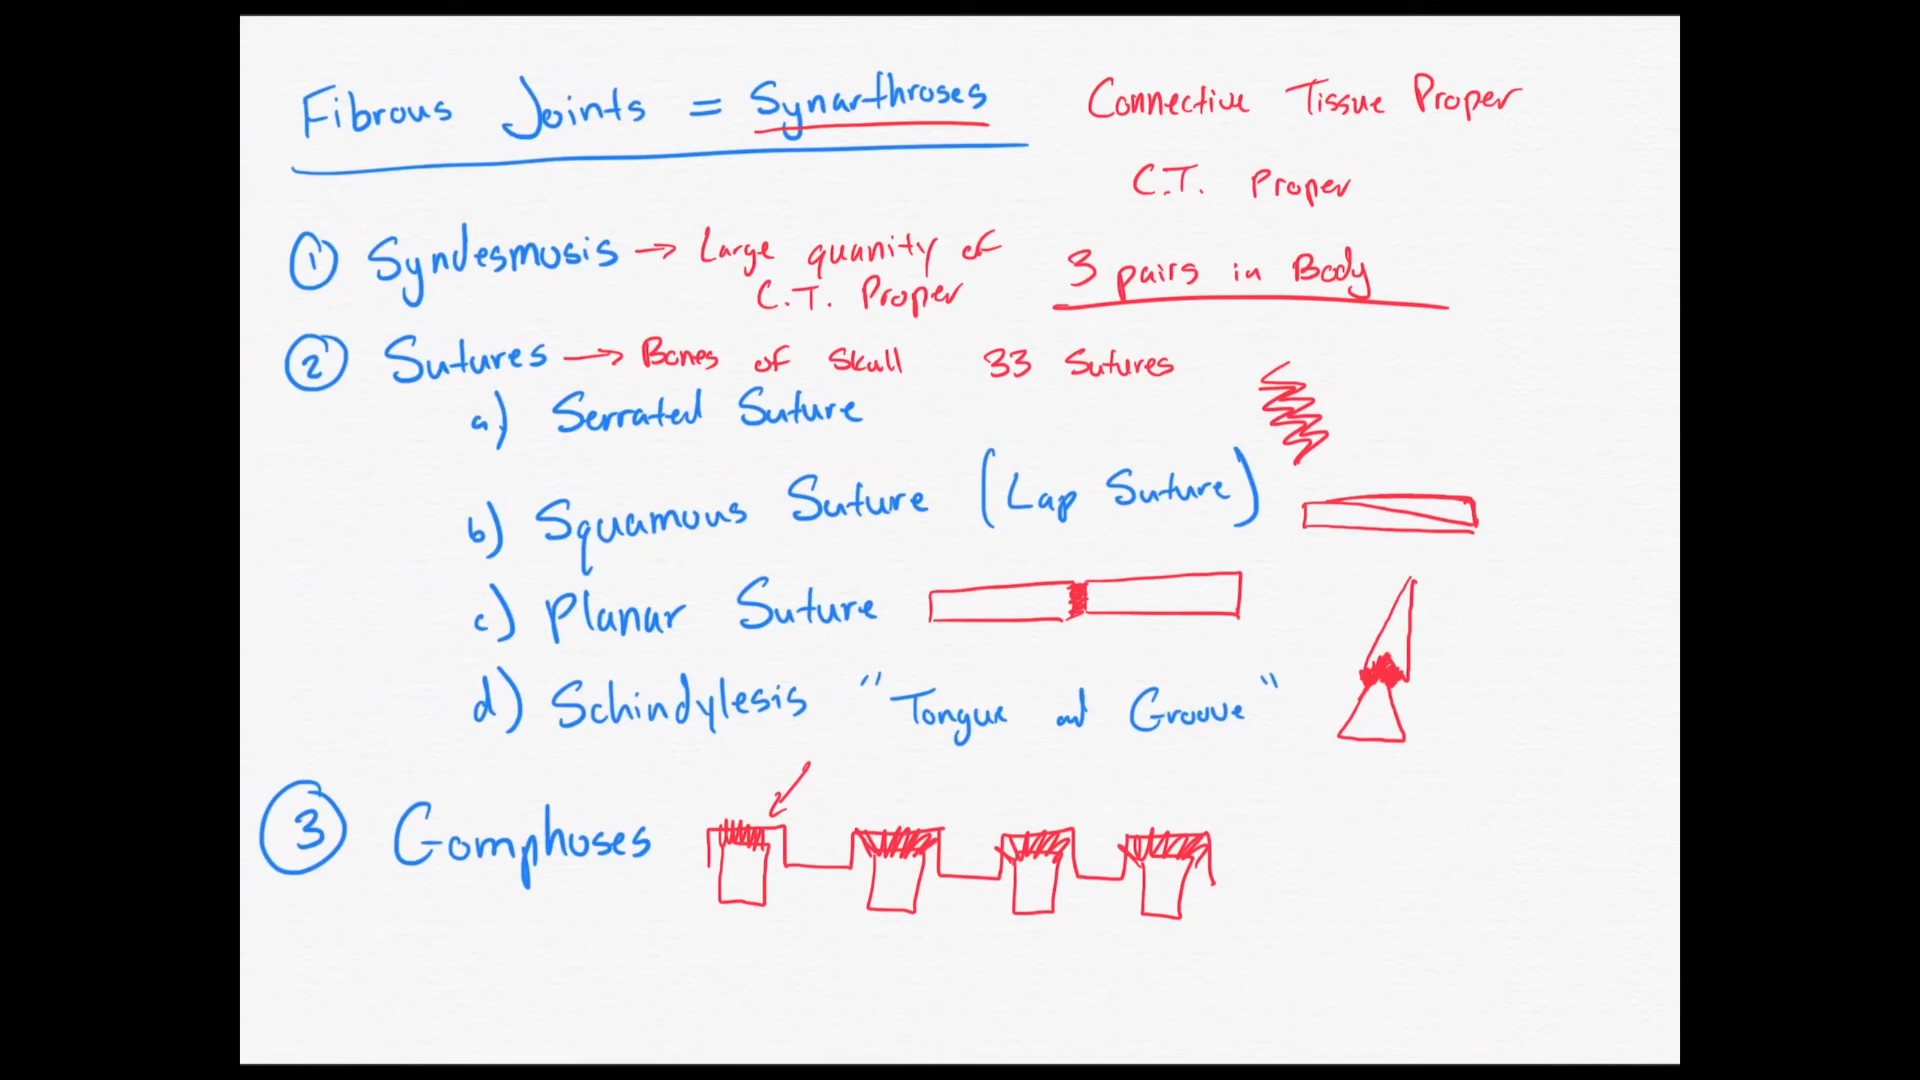 Fibrous Joints = Synarthroses Connective Tissue Proper
C.T. Proper
① Syndesmosis → Large quanity of 3 pairs in Body
C.T. Proper
② Sutures → Bones of Skull 33 Sutures
a) Serrated Suture
b) Squamous Suture (Lap Suture)
c) Planar Suture
d) Schindylesis "Tongue and Groove"
③ Gomphoses